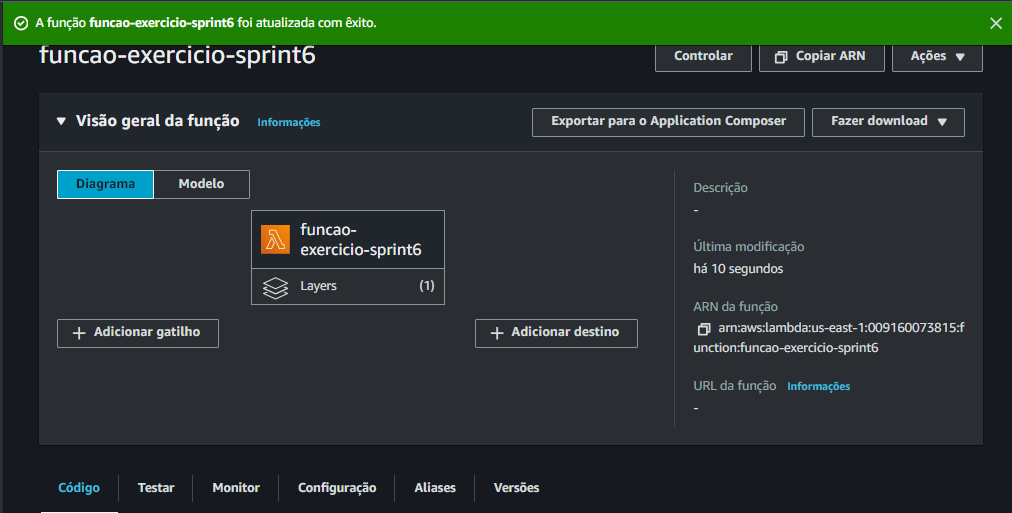 A função funcao-exercicio-sprint6 foi atualizada com êxito.
funcao-exercicio-sprint6
Controlar
Copiar ARN
Ações
Visão geral da função
Informações
Exportar para o Application Composer
Fazer download
Diagrama
Modelo
funcao-
exercicio-sprint6
Layers
(1)
Adicionar gatilho
Adicionar destino
Descrição
-
Última modificação
há 10 segundos
ARN da função
arn:aws:lambda:us-east-1:009160073815:f
unction:funcao-exercicio-sprint6
URL da função
Informações
-
Código
Testar
Monitor
Configuração
Aliases
Versões